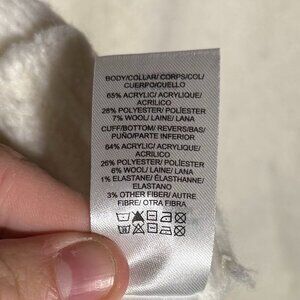 BODY/COLLAR/ CORPS/COL/
CUERPO/CUELLO
65% ACRYLIC/ ACRYLIQUE/
ACRILICO
28% POLYESTER/ POLIÉSTER
7% WOOL/ LAINE/ LANA
CUFF/BOTTOM/ REVERS/BAS/
PUÑO/PARTE INFERIOR
64% ACRYLIC/ ACRYLIQUE/
ACRILICO
26% POLYESTER/ POLIÉSTER
6% WOOL/ LAINE/ LANA
1% ELASTANE/ ÉLASTHANNE/
ELASTANO
3% OTHER FIBER/ AUTRE
FIBRE/ OTRA FIBRA